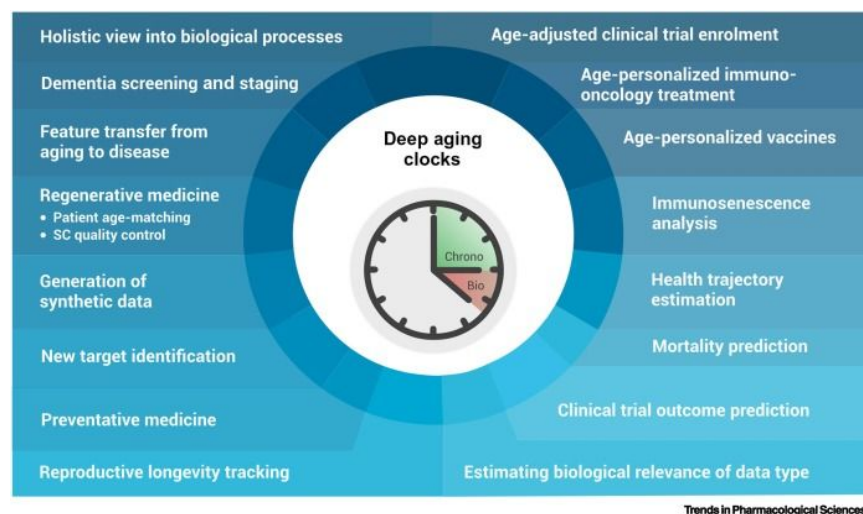 Holistic view into biological processes
Dementia screening and staging
Feature transfer from
aging to disease
Regenerative medicine
• Patient age-matching
• SC quality control
Generation of
synthetic data
New target identification
Preventative medicine
Reproductive longevity tracking
Deep aging
clocks
Chrono
Bio
Age-adjusted clinical trial enrolment
Age-personalized immuno-
oncology treatment
Age-personalized vaccines
Immunosenescence
analysis
Health trajectory
estimation
Mortality prediction
Clinical trial outcome prediction
Estimating biological relevance of data type
Trends in Pharmacological Sciences